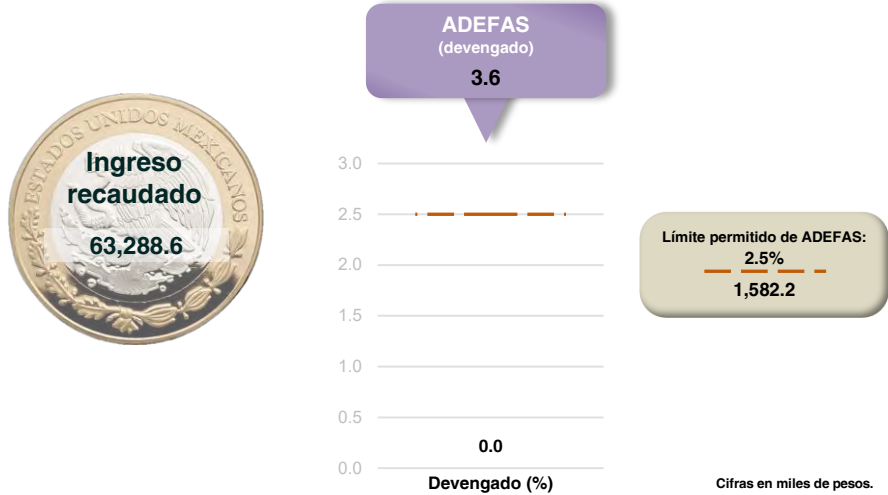 ADEFAS
(devengado)
3.6
ESTADOS UNIDOS MEXICANOS
Ingreso
recaudado
63,288.6
3.0
2.5
2.0
1.5
1.0
0.5
0.0
0.0
Devengado (%)
Límite permitido de ADEFAS:
2.5%
1,582.2
Cifras en miles de pesos.